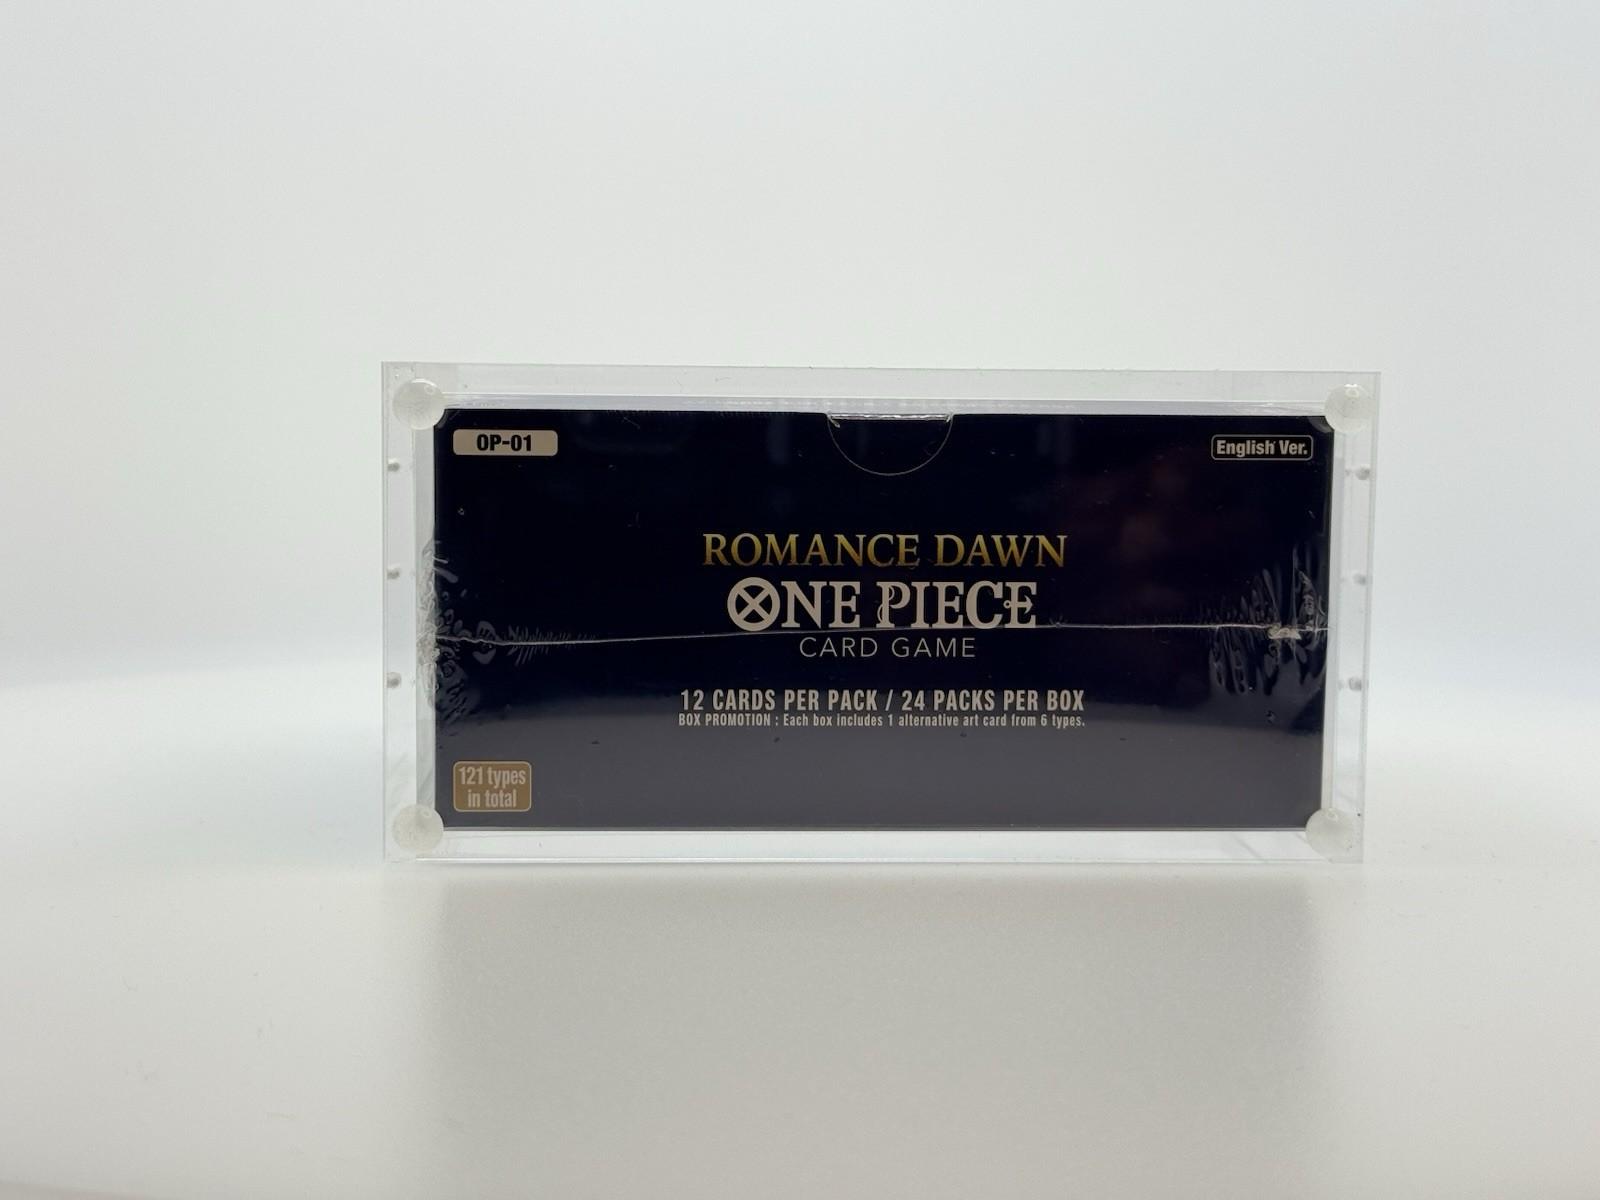 OP-01
English Ver.
ROMANCE DAWN
ONE PIECE
CARD GAME
12 CARDS PER PACK / 24 PACKS PER BOX
BOX PROMOTION : Each box includes 1 alternative art card from 6 types.
121 types
in total